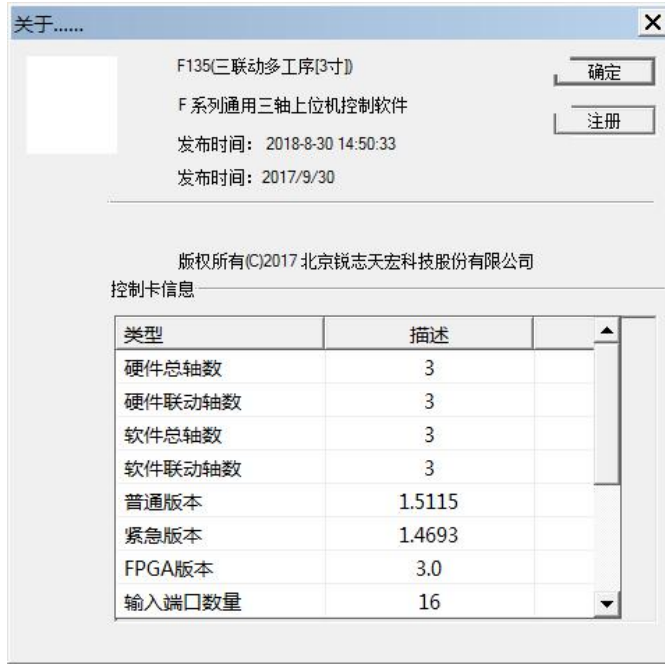 关于......
F135(三联动多工序[3寸])
确定
F 系列通用三轴上位机控制软件
注册
发布时间： 2018-8-30 14:50:33
发布时间：2017/9/30
版权所有(C)2017 北京锐志天宏科技股份有限公司
控制卡信息
类型 描述
硬件总轴数 3
硬件联动轴数 3
软件总轴数 3
软件联动轴数 3
普通版本 1.5115
紧急版本 1.4693
FPGA版本 3.0
输入端口数量 16